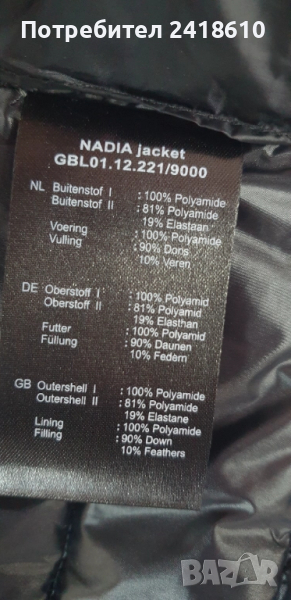 Потребител 2418610
NADIA jacket
GBL01.12.221/9000
NL Buitenstof I : 100% Polyamide
Buitenstof II : 81% Polyamide
19% Elastaan
Voering : 100% Polyamide
Vulling : 90% Dons
10% Veren
DE Oberstoff I : 100% Polyamid
Oberstoff II : 81% Polyamid
19% Elasthan
Futter : 100% Polyamid
Füllung : 90% Daunen
10% Federn
GB Outershell I : 100% Polyamide
Outershell II : 81% Polyamide
19% Elastane
Lining : 100% Polyamide
Filling : 90% Down
10% Feathers
BAZAR